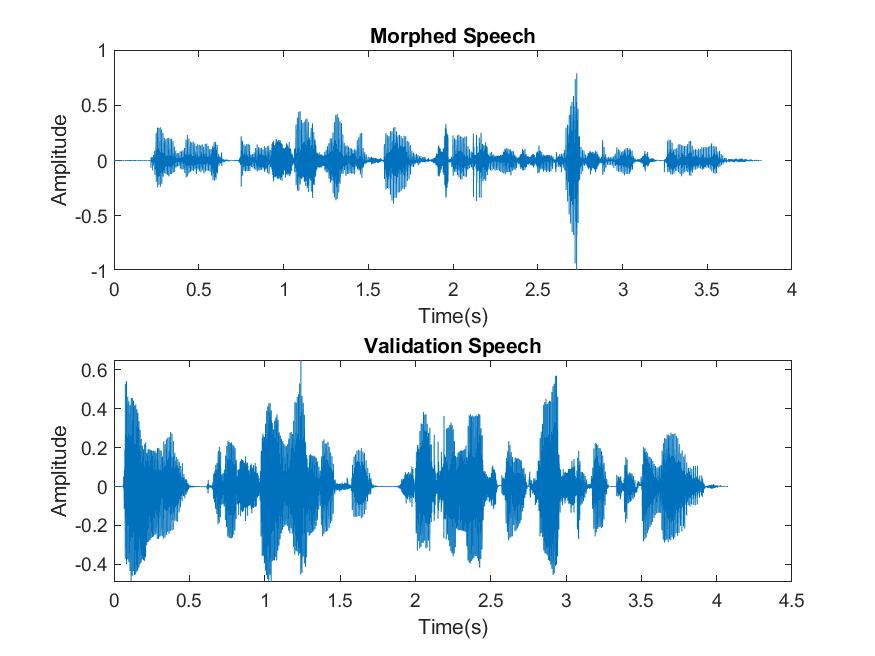 Morphed Speech
1
0.5
0
-0.5
-1
Amplitude
0 0.5 1 1.5 2 2.5 3 3.5 4
Time(s)
Validation Speech
0.6
0.4
0.2
0
-0.2
-0.4
Amplitude
0 0.5 1 1.5 2 2.5 3 3.5 4 4.5
Time(s)